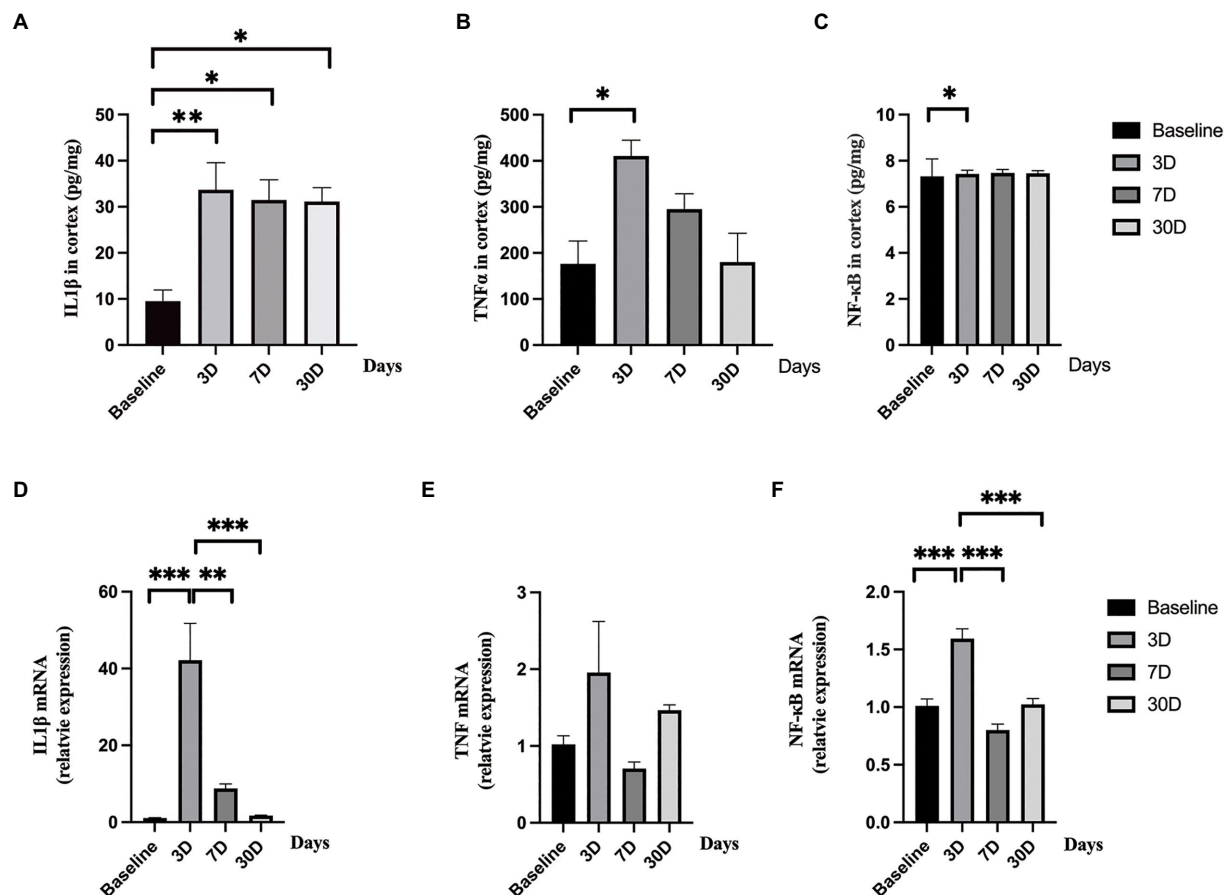 A
B
C
*
*
**
*
*
50
40
30
20
10
0
IL1β in cortex (pg/mg)
Baseline
3D
7D
30D
Days
500
400
300
200
100
0
TNFα in cortex (pg/mg)
Baseline
3D
7D
30D
Days
10
8
6
4
2
0
NF-κB in cortex (pg/mg)
Baseline
3D
7D
30D
Days
Baseline
3D
7D
30D
D
E
F
***
***
**
60
40
20
0
IL1β mRNA
(relatvie expression)
Baseline
3D
7D
30D
Days
3
2
1
0
TNF mRNA
(relatvie expression)
Baseline
3D
7D
30D
***
***
***
2.0
1.5
1.0
0.5
0.0
NF-κB mRNA
(relatvie expression)
Baseline
3D
7D
30D
Days
Baseline
3D
7D
30D